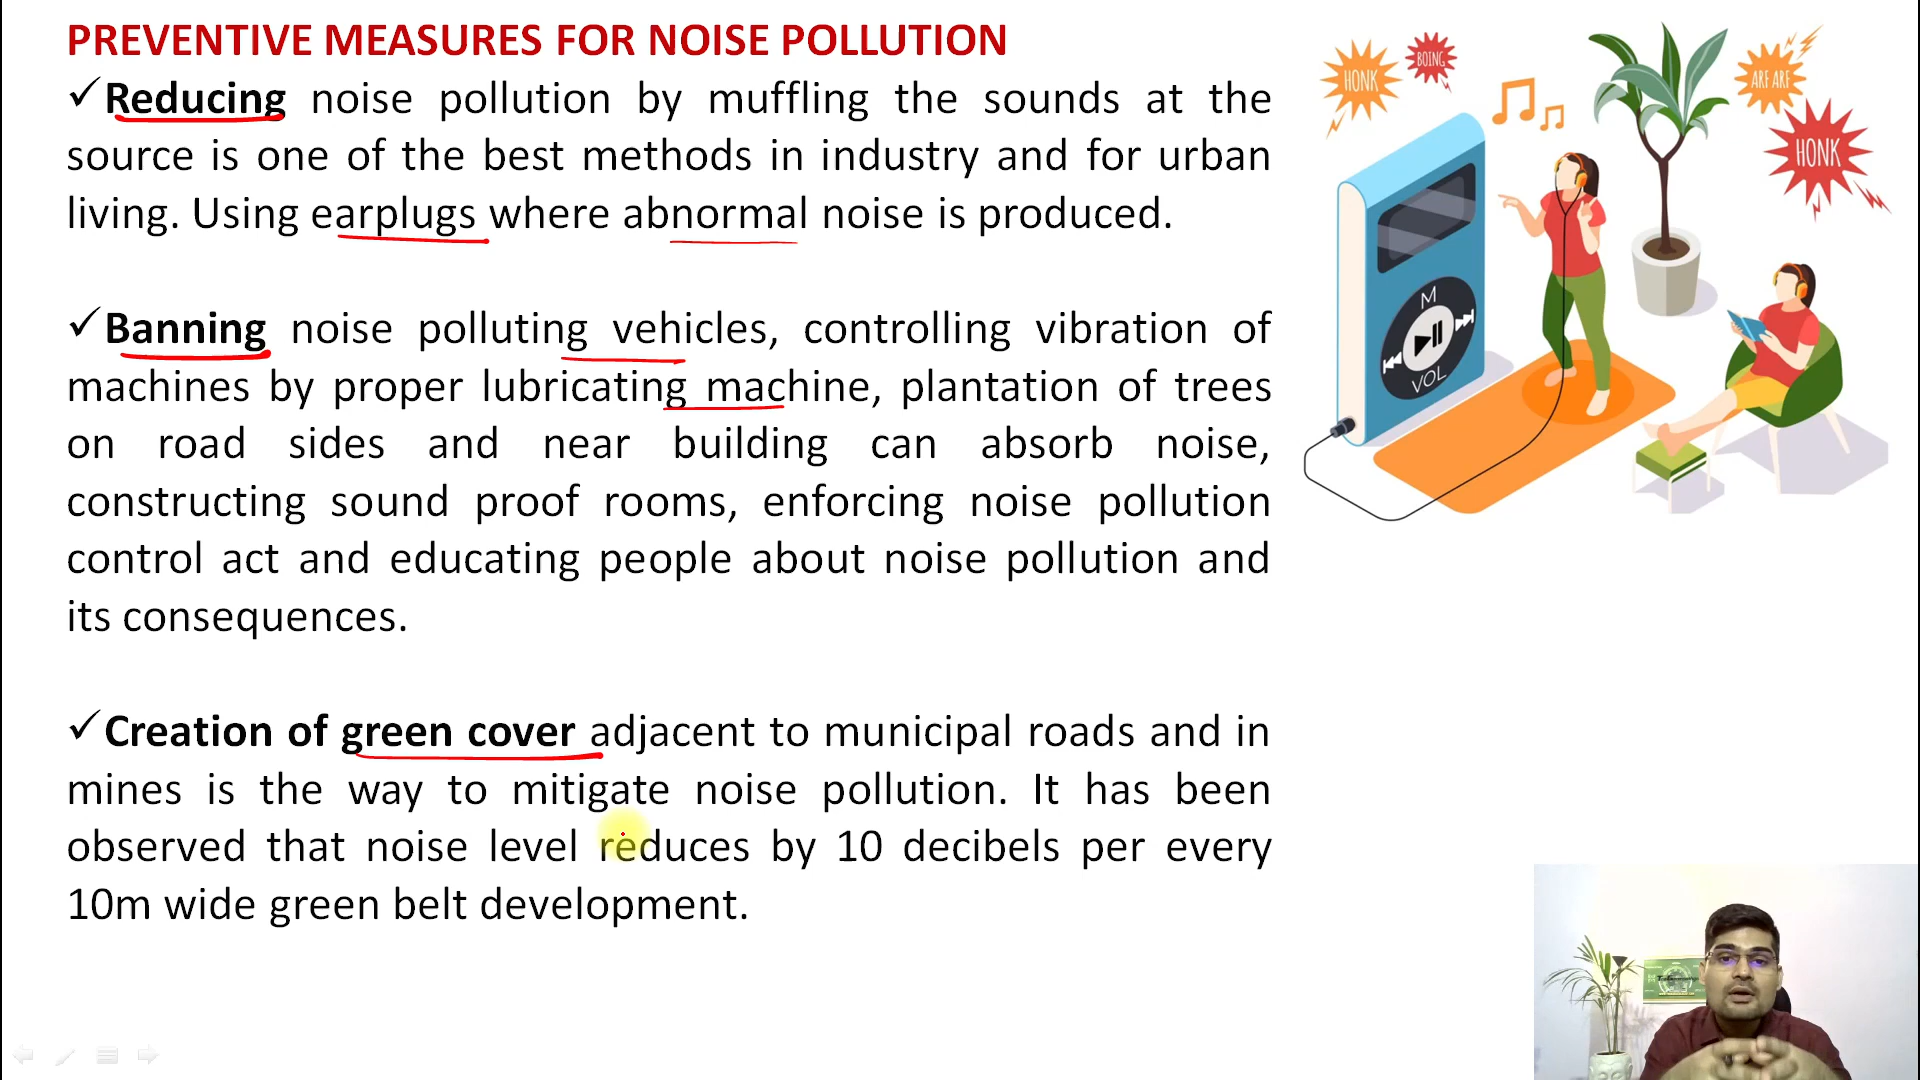 PREVENTIVE MEASURES FOR NOISE POLLUTION
✓Reducing noise pollution by muffling the sounds at the
source is one of the best methods in industry and for urban
living. Using earplugs where abnormal noise is produced.
✓Banning noise polluting vehicles, controlling vibration of
machines by proper lubricating machine, plantation of trees
on road sides and near building can absorb noise,
constructing sound proof rooms, enforcing noise pollution
control act and educating people about noise pollution and
its consequences.
✓Creation of green cover adjacent to municipal roads and in
mines is the way to mitigate noise pollution. It has been
observed that noise level reduces by 10 decibels per every
10m wide green belt development.
HONK
BOING
ARF ARF
HONK
M
VOL